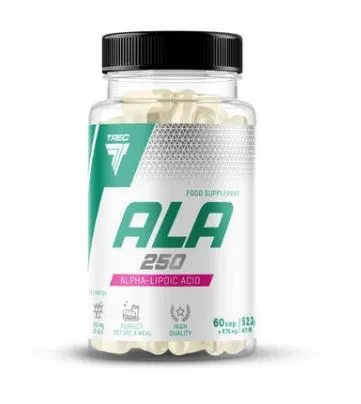 TREC
FOOD SUPPLEMENT
ALA
250
ALPHA-LIPOIC ACID
PERFECT
BEFORE A MEAL
HIGH
QUALITY
60 cap.